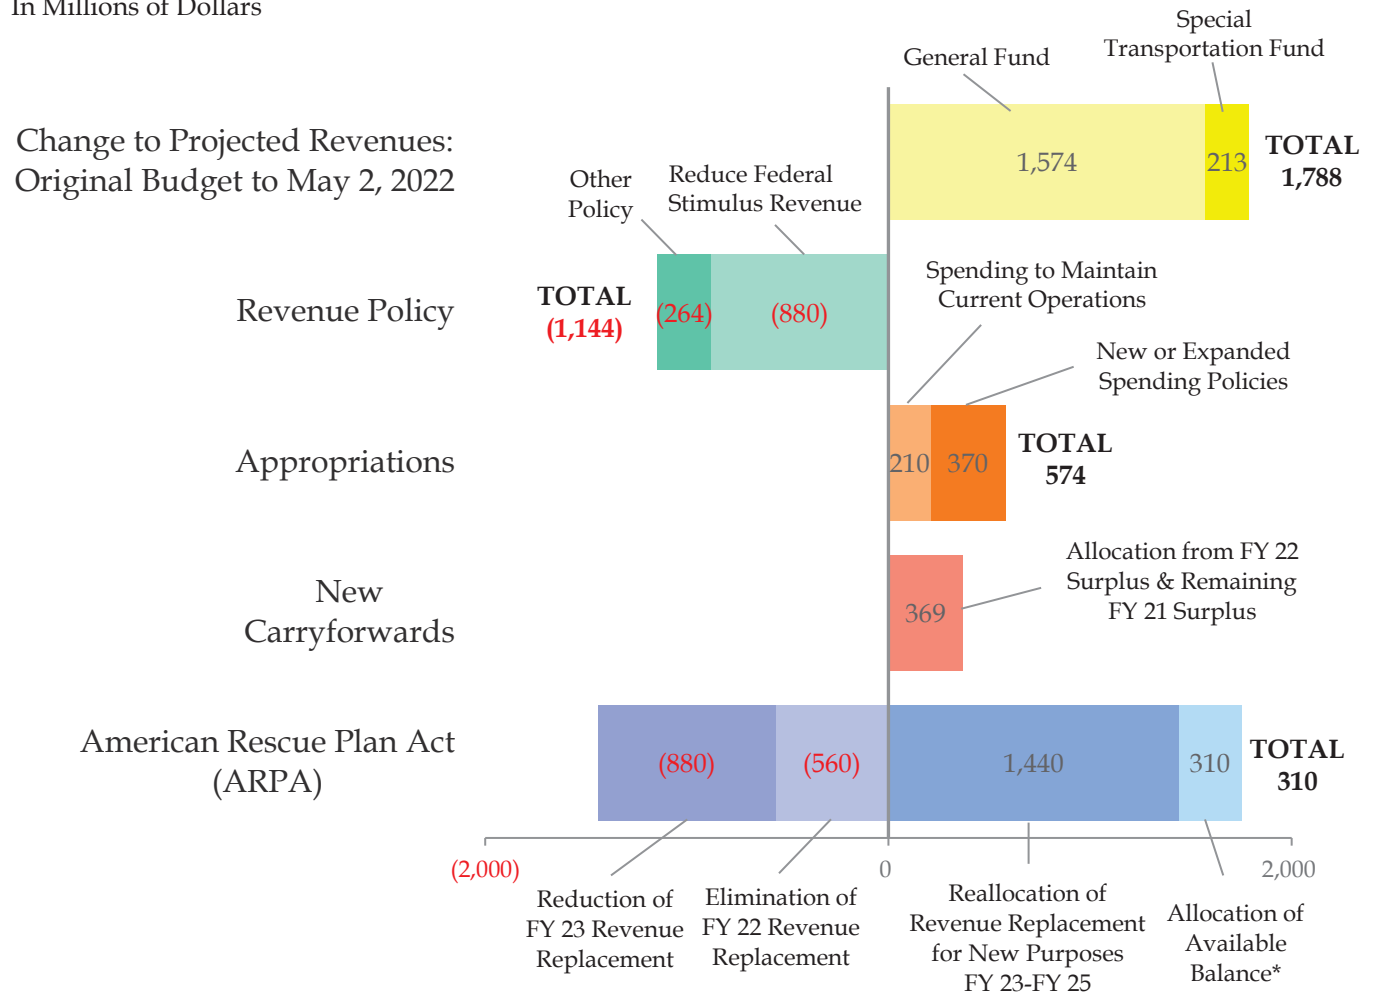 In Millions of Dollars
Special
Transportation Fund
General Fund
Change to Projected Revenues:
Original Budget to May 2, 2022
1,574
213
TOTAL
1,788
Other
Policy
Reduce Federal
Stimulus Revenue
Revenue Policy
TOTAL
(1,144)
(264)
(880)
Spending to Maintain
Current Operations
New or Expanded
Spending Policies
Appropriations
210
370
TOTAL
574
New
Carryforwards
369
Allocation from FY 22
Surplus & Remaining
FY 21 Surplus
American Rescue Plan Act
(ARPA)
(880)
(560)
1,440
310
TOTAL
310
(2,000)
0
2,000
Reduction of
FY 23 Revenue
Replacement
Elimination of
FY 22 Revenue
Replacement
Reallocation of
Revenue Replacement
for New Purposes
FY 23-FY 25
Allocation of
Available
Balance*